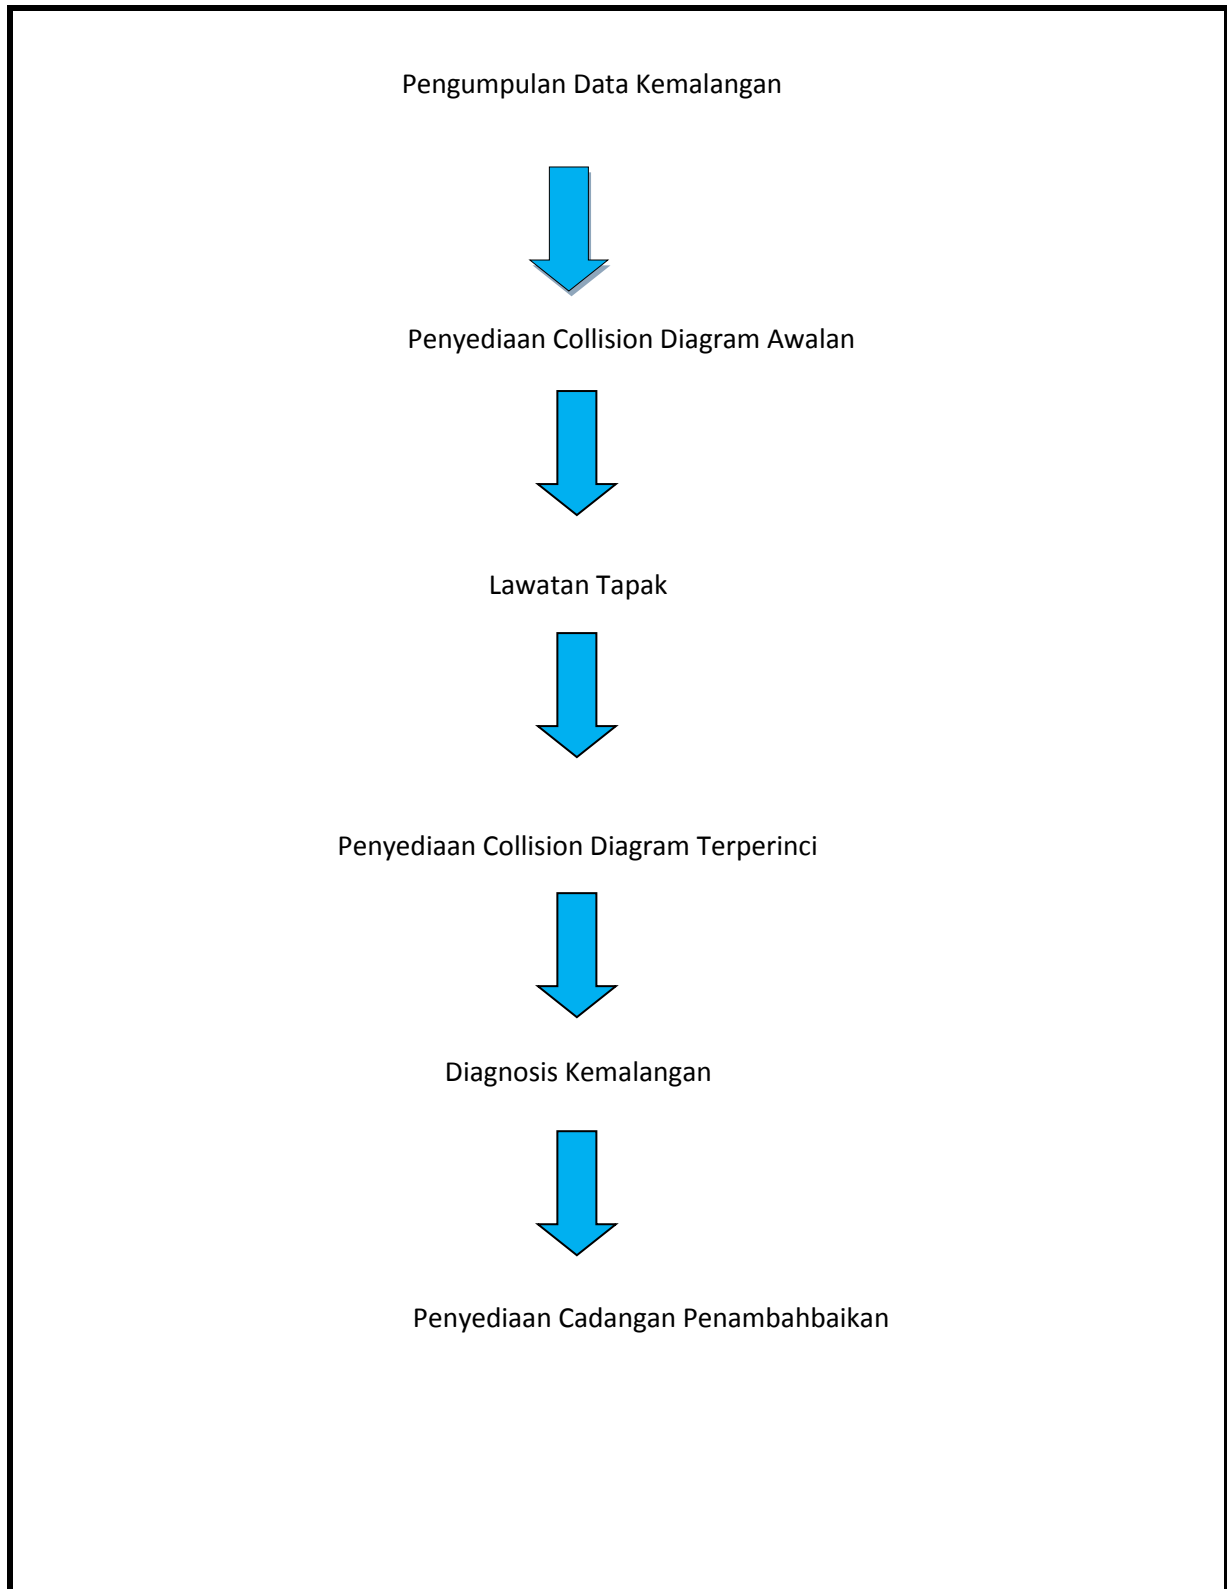 Pengumpulan Data Kemalangan
Penyediaan Collision Diagram Awalan
Lawatan Tapak
Penyediaan Collision Diagram Terperinci
Diagnosis Kemalangan
Penyediaan Cadangan Penambahbaikan